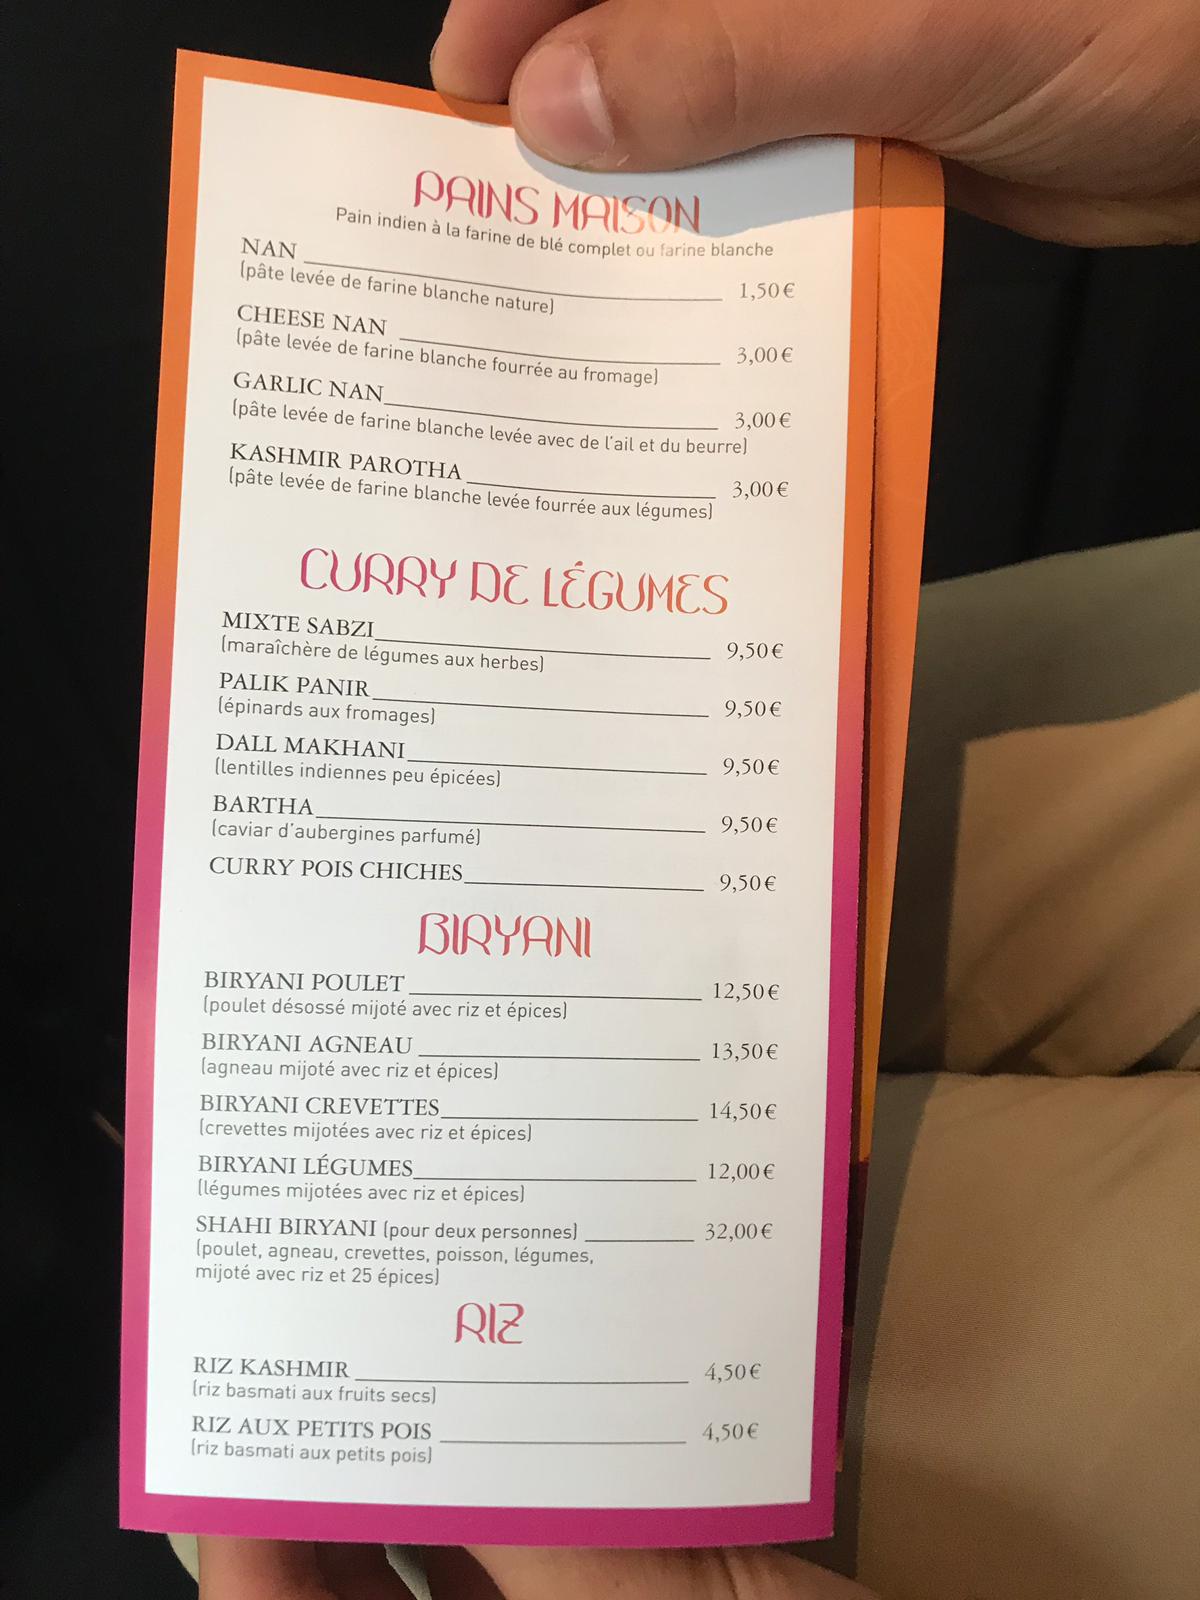 PAINS MAISON
Pain indien à la farine de blé complet ou farine blanche
NAN 1,50€
(pâte levée de farine blanche nature)
CHEESE NAN 3,00€
(pâte levée de farine blanche fourrée au fromage)
GARLIC NAN 3,00€
(pâte levée de farine blanche levée avec de l'ail et du beurre)
KASHMIR PAROTHA 3,00€
(pâte levée de farine blanche levée fourrée aux légumes)
CURRY DE LÉGUMES
MIXTE SABZI 9,50€
(maraîchère de légumes aux herbes)
PALIK PANIR 9,50€
(épinards aux fromages)
DALL MAKHANI 9,50€
(lentilles indiennes peu épicées)
BARTHA 9,50€
(caviar d'aubergines parfumé)
CURRY POIS CHICHES 9,50€
BIRYANI
BIRYANI POULET 12,50€
(poulet désossé mijoté avec riz et épices)
BIRYANI AGNEAU 13,50€
(agneau mijoté avec riz et épices)
BIRYANI CREVETTES 14,50€
(crevettes mijotées avec riz et épices)
BIRYANI LÉGUMES 12,00€
(légumes mijotées avec riz et épices)
SHAHI BIRYANI (pour deux personnes) 32,00€
(poulet, agneau, crevettes, poisson, légumes,
mijoté avec riz et 25 épices)
RIZ
RIZ KASHMIR 4,50€
(riz basmati aux fruits secs)
RIZ AUX PETITS POIS 4,50€
(riz basmati aux petits pois)